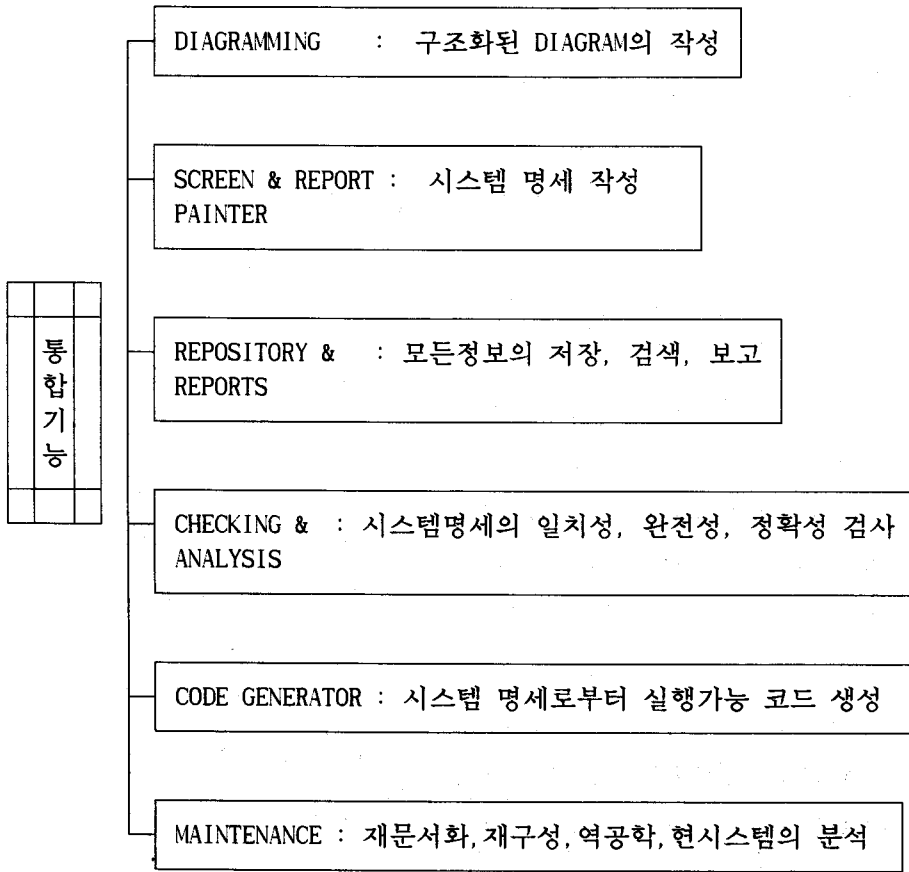 DIAGRAMMING : 구조화된 DIAGRAM의 작성
SCREEN & REPORT : 시스템 명세 작성
PAINTER
통합기능
REPOSITORY & : 모든정보의 저장, 검색, 보고
REPORTS
CHECKING & : 시스템명세의 일치성, 완전성, 정확성 검사
ANALYSIS
CODE GENERATOR : 시스템 명세로부터 실행가능 코드 생성
MAINTENANCE : 재문서화, 재구성, 역공학, 현시스템의 분석